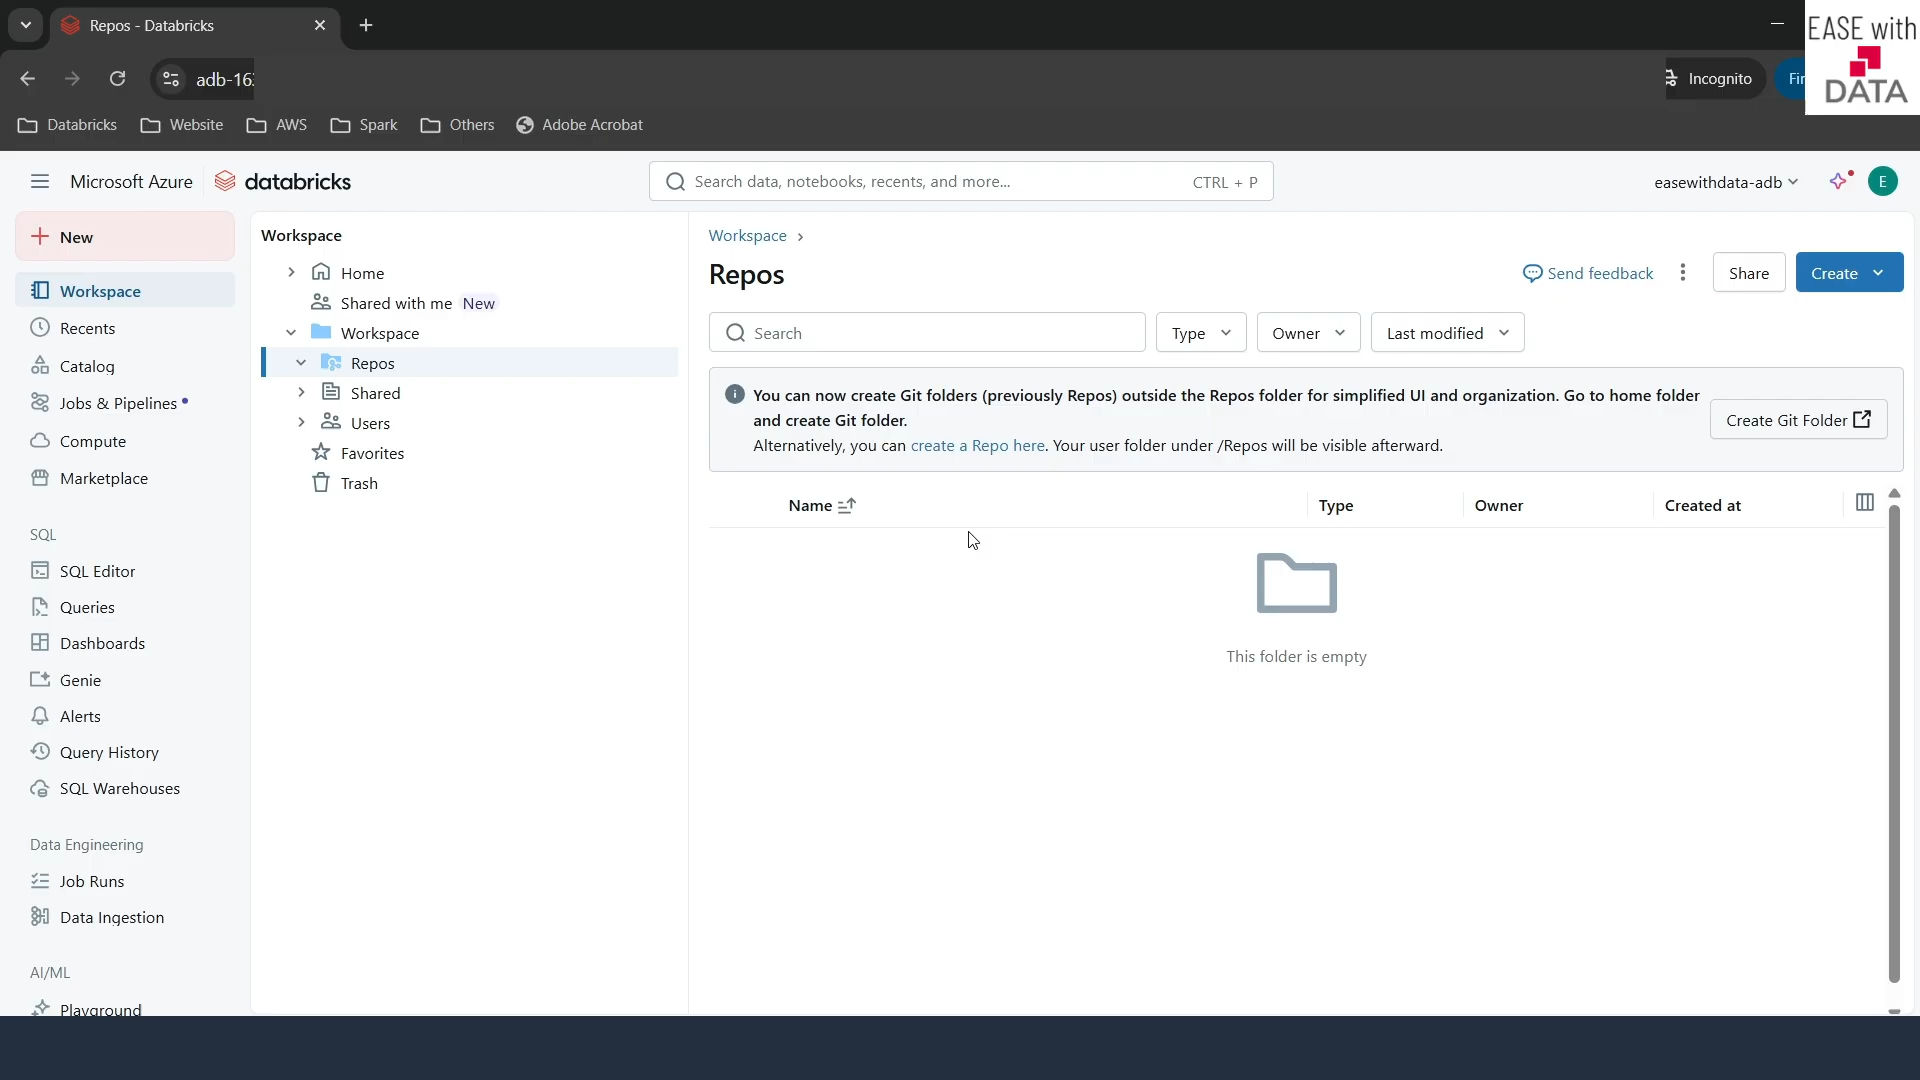 Repos - Databricks
EASE with
DATA
adb-16
Incognito
Databricks
Website
AWS
Spark
Others
Adobe Acrobat
Microsoft Azure
databricks
Search data, notebooks, recents, and more...
CTRL + P
easewithdata-adb
E
New
Workspace
Recents
Catalog
Jobs & Pipelines
Compute
Marketplace
SQL
SQL Editor
Queries
Dashboards
Genie
Alerts
Query History
SQL Warehouses
Data Engineering
Job Runs
Data Ingestion
AI/ML
Playground
Workspace
Home
Shared with me New
Workspace
Repos
Shared
Users
Favorites
Trash
Workspace ›
Repos
Send feedback
Share
Create
Search
Type
Owner
Last modified
You can now create Git folders (previously Repos) outside the Repos folder for simplified UI and organization. Go to home folder
and create Git folder.
Alternatively, you can create a Repo here. Your user folder under /Repos will be visible afterward.
Create Git Folder
Name
Type
Owner
Created at
This folder is empty